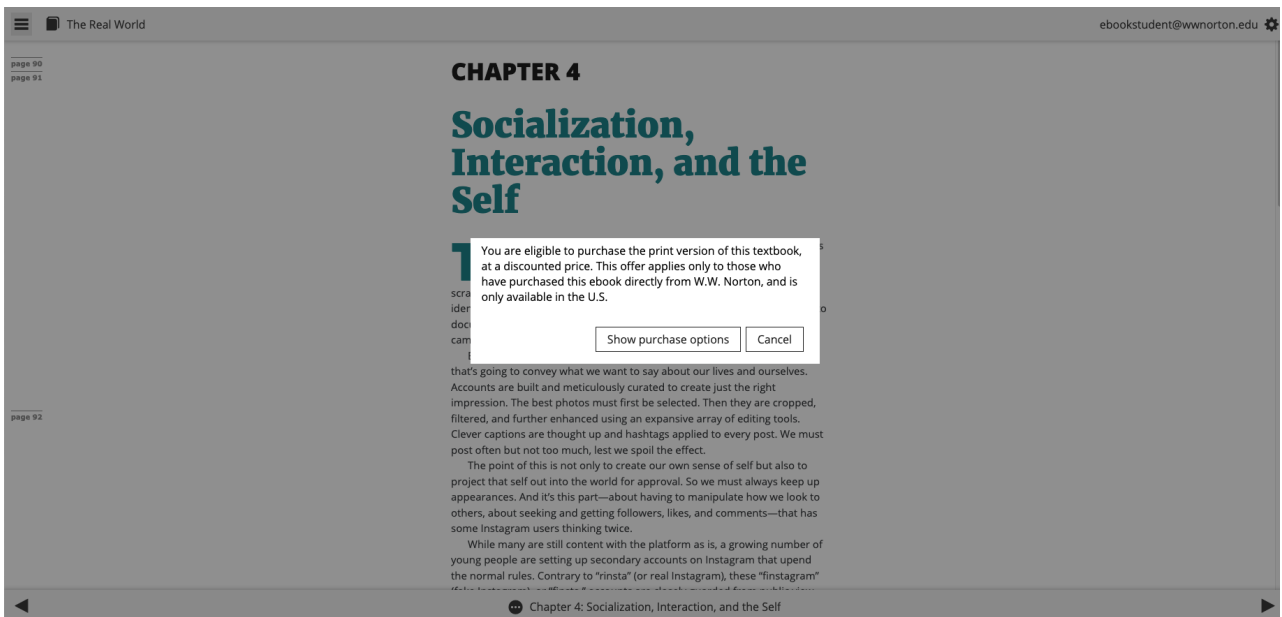 The Real World
ebookstudent@wwnorton.edu
page 90
page 91
CHAPTER 4
Socialization,
Interaction, and the
Self
T
You are eligible to purchase the print version of this textbook,
at a discounted price. This offer applies only to those who
have purchased this ebook directly from W.W. Norton, and is
only available in the U.S.
Show purchase options
Cancel
that's going to convey what we want to say about our lives and ourselves.
Accounts are built and meticulously curated to create just the right
impression. The best photos must first be selected. Then they are cropped,
page 92
filtered, and further enhanced using an expansive array of editing tools.
Clever captions are thought up and hashtags applied to every post. We must
post often but not too much, lest we spoil the effect.
The point of this is not only to create our own sense of self but also to
project that self out into the world for approval. So we must always keep up
appearances. And it's this part—about having to manipulate how we look to
others, about seeking and getting followers, likes, and comments—that has
some Instagram users thinking twice.
While many are still content with the platform as is, a growing number of
young people are setting up secondary accounts on Instagram that upend
the normal rules. Contrary to “rinsta” (or real Instagram), these “finstagram”
Chapter 4: Socialization, Interaction, and the Self